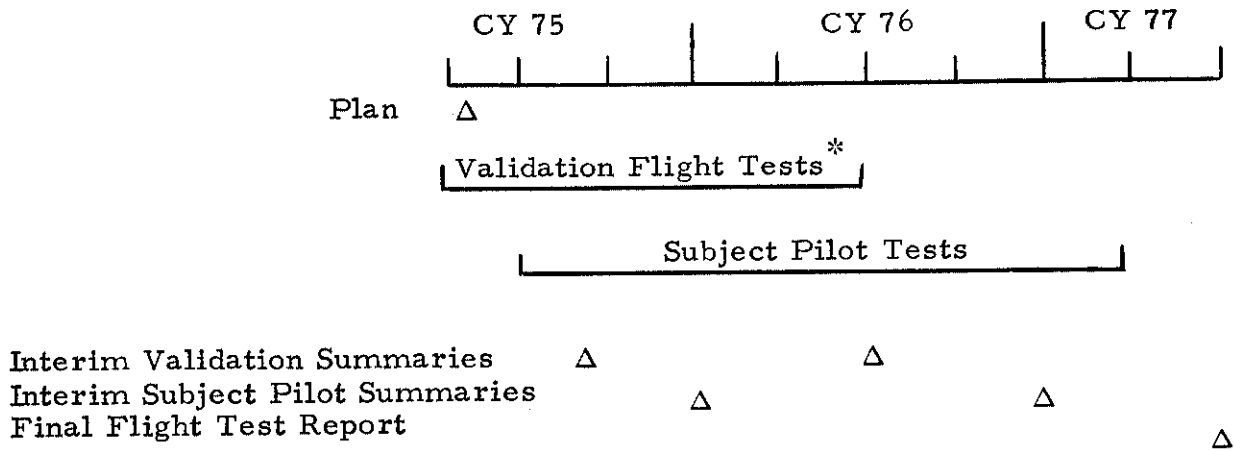 CY 75 CY 76 CY 77
Plan Δ
Validation Flight Tests*
Subject Pilot Tests
Interim Validation Summaries Δ Δ
Interim Subject Pilot Summaries Δ Δ
Final Flight Test Report Δ